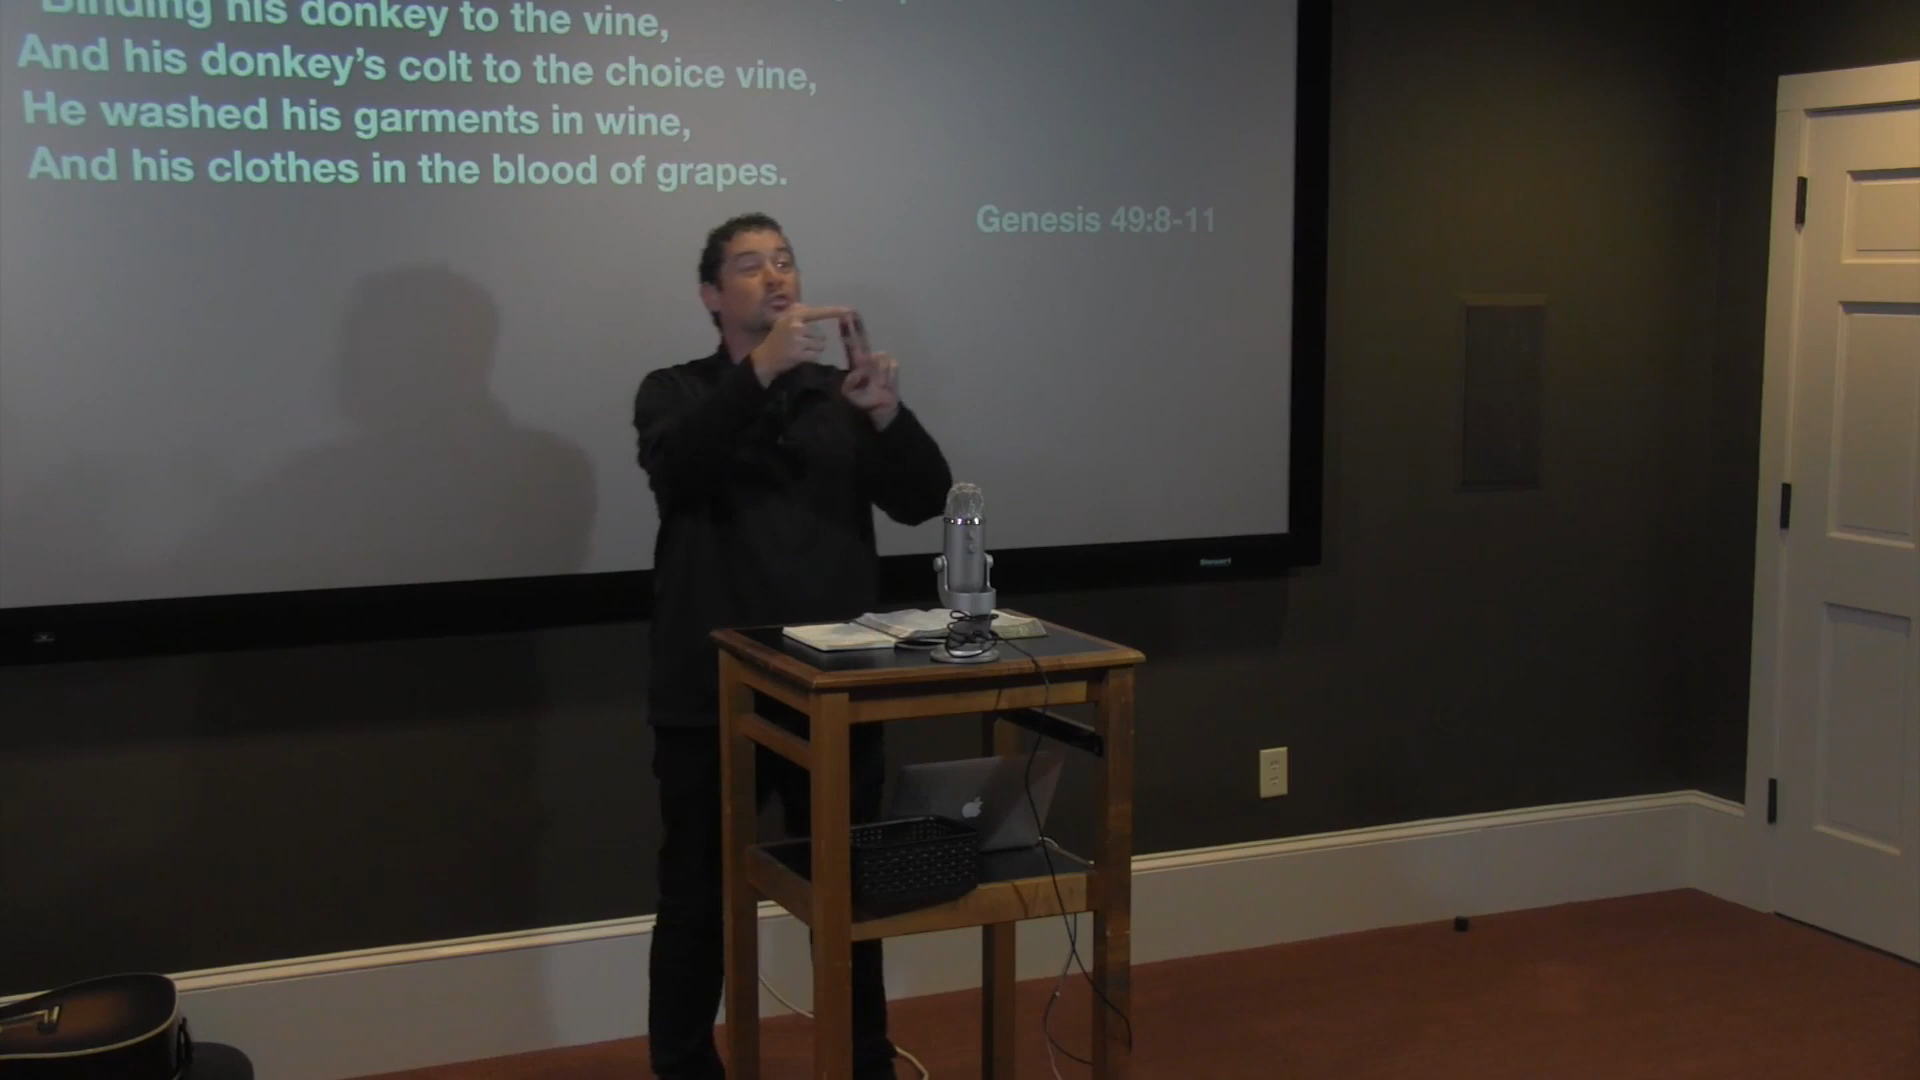 Binding his donkey to the vine,
And his donkey's colt to the choice vine,
He washed his garments in wine,
And his clothes in the blood of grapes.
Genesis 49:8-11
Stewart